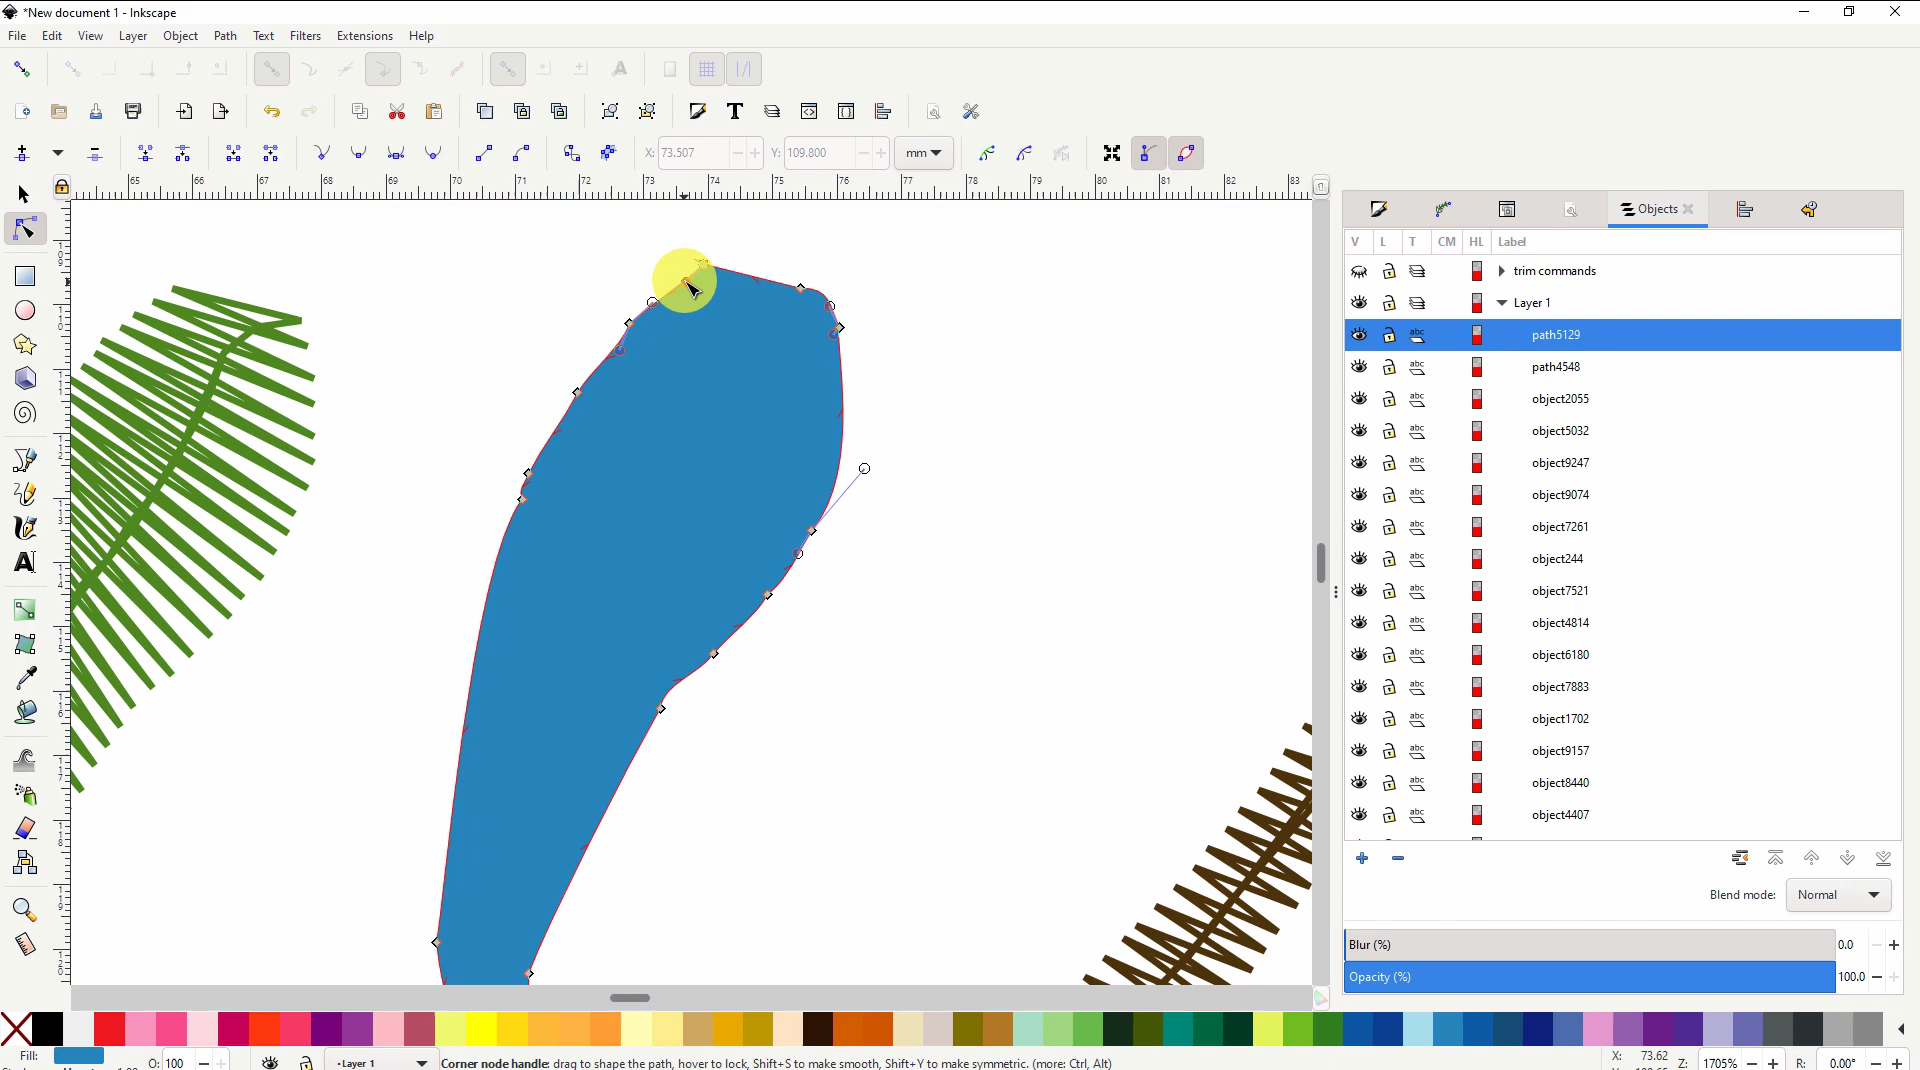 *New document 1 - Inkscape
File Edit View Layer Object Path Text Filters Extensions Help
X: 73.507 Y: 109.800 mm
65 66 67 68 69 70 71 72 73 74 75 76 77 78 79 80 81 82 83
Objects
V L T CM HL Label
trim commands
Layer 1
path5129
path4548
object2055
object5032
object9247
object9074
object7261
object244
object7521
object4814
object6180
object7883
object1702
object9157
object8440
object4407
Blend mode: Normal
Blur (%) 0.0
Opacity (%) 100.0
Fill: O: 100 Layer 1 Corner node handle: drag to shape the path, hover to lock, Shift+S to make smooth, Shift+Y to make symmetric. (more: Ctrl, Alt) X: 73.62 Z: 1705% R: 0.00°